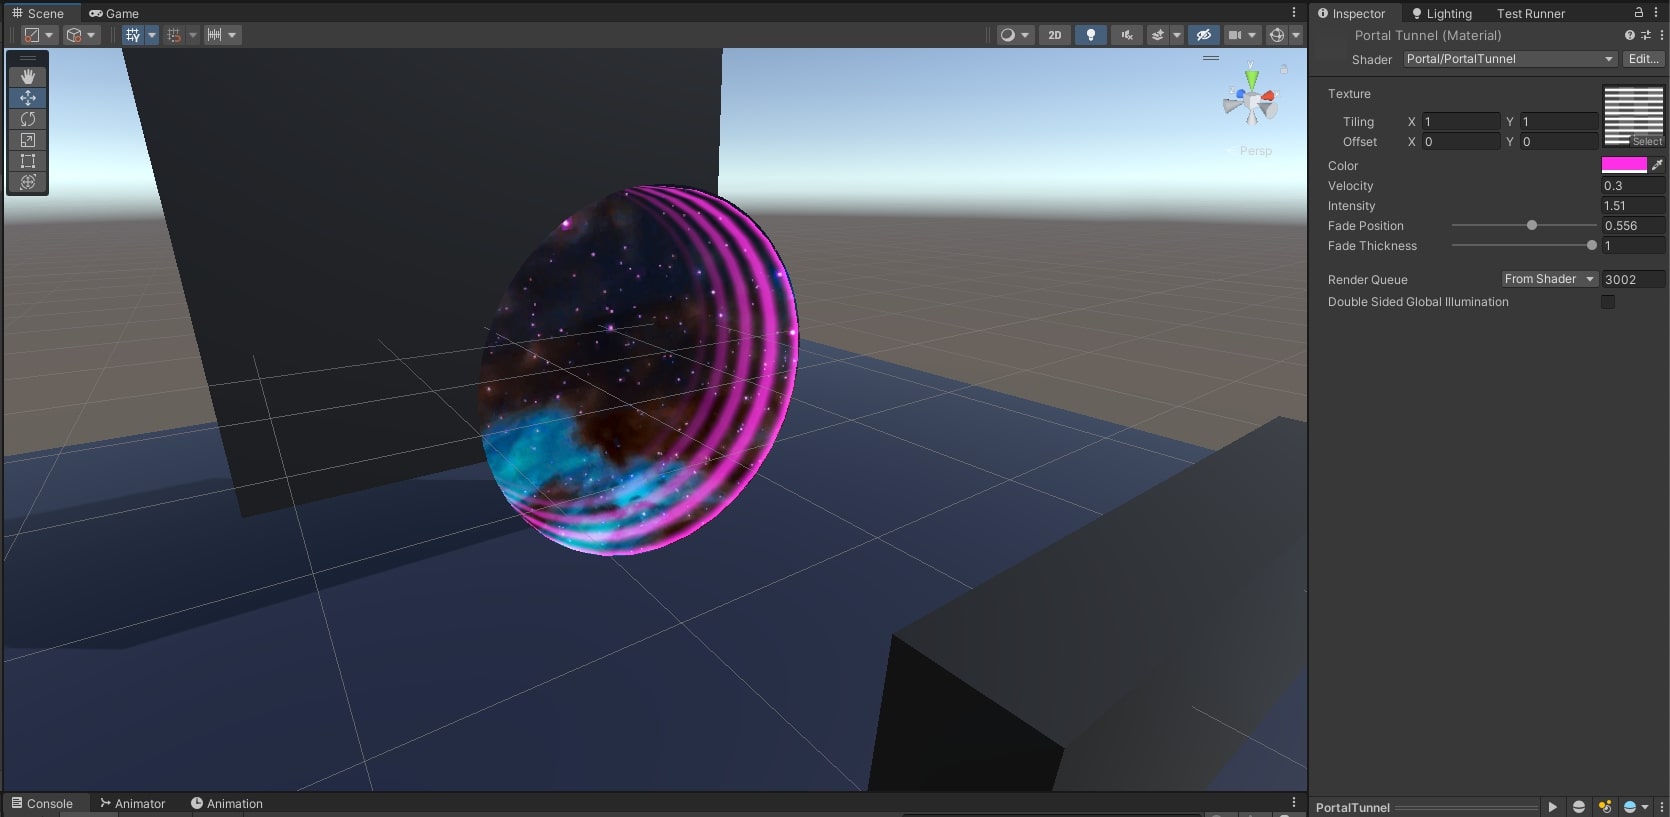 Scene Game
2D
y
x
z
Persp
Inspector Lighting Test Runner
Portal Tunnel (Material)
Shader Portal/PortalTunnel Edit...
Texture
Tiling X 1 Y 1
Offset X 0 Y 0
Select
Color
Velocity 0.3
Intensity 1.51
Fade Position 0.556
Fade Thickness 1
Render Queue From Shader 3002
Double Sided Global Illumination
Console Animator Animation
PortalTunnel